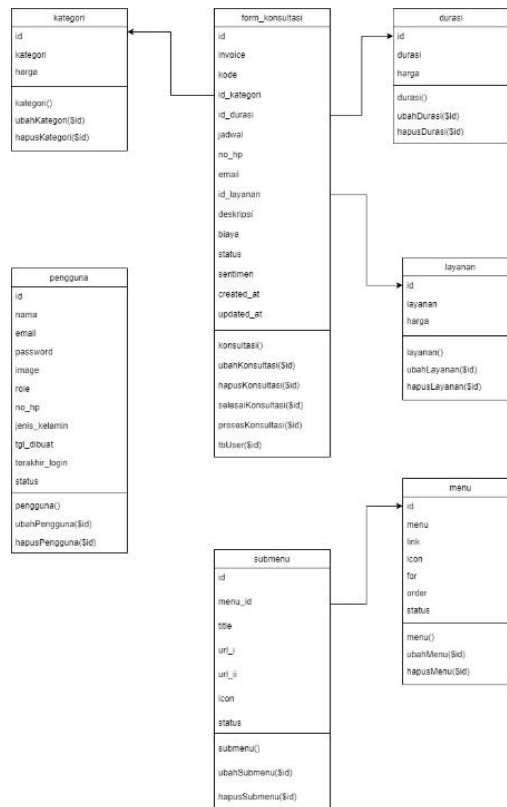 kategori
id
kategori
harga
kategori()
ubahKategori($id)
hapusKategori($id)
form_konsultasi
id
invoice
kode
id_kategori
id_durasi
jadwal
no_hp
email
id_layanan
deskripsi
biaya
status
sentimen
created_at
updated_at
konsultasi()
ubahKonsultasi($id)
hapusKonsultasi($id)
selesaiKonsultasi($id)
prosesKonsultasi($id)
tbUser($id)
durasi
id
durasi
harga
durasi()
ubahDurasi($id)
hapusDurasi($id)
layanan
id
layanan
harga
layanan()
ubahLayanan($id)
hapusLayanan($id)
pengguna
id
nama
email
password
image
role
no_hp
jenis_kelamin
tgl_dibuat
terakhir_login
status
pengguna()
ubahPengguna($id)
hapusPengguna($id)
submenu
id
menu_id
title
url_i
url_ii
icon
status
submenu()
ubahSubmenu($id)
hapusSubmenu($id)
menu
id
menu
link
icon
for
order
status
menu()
ubahMenu($id)
hapusMenu($id)